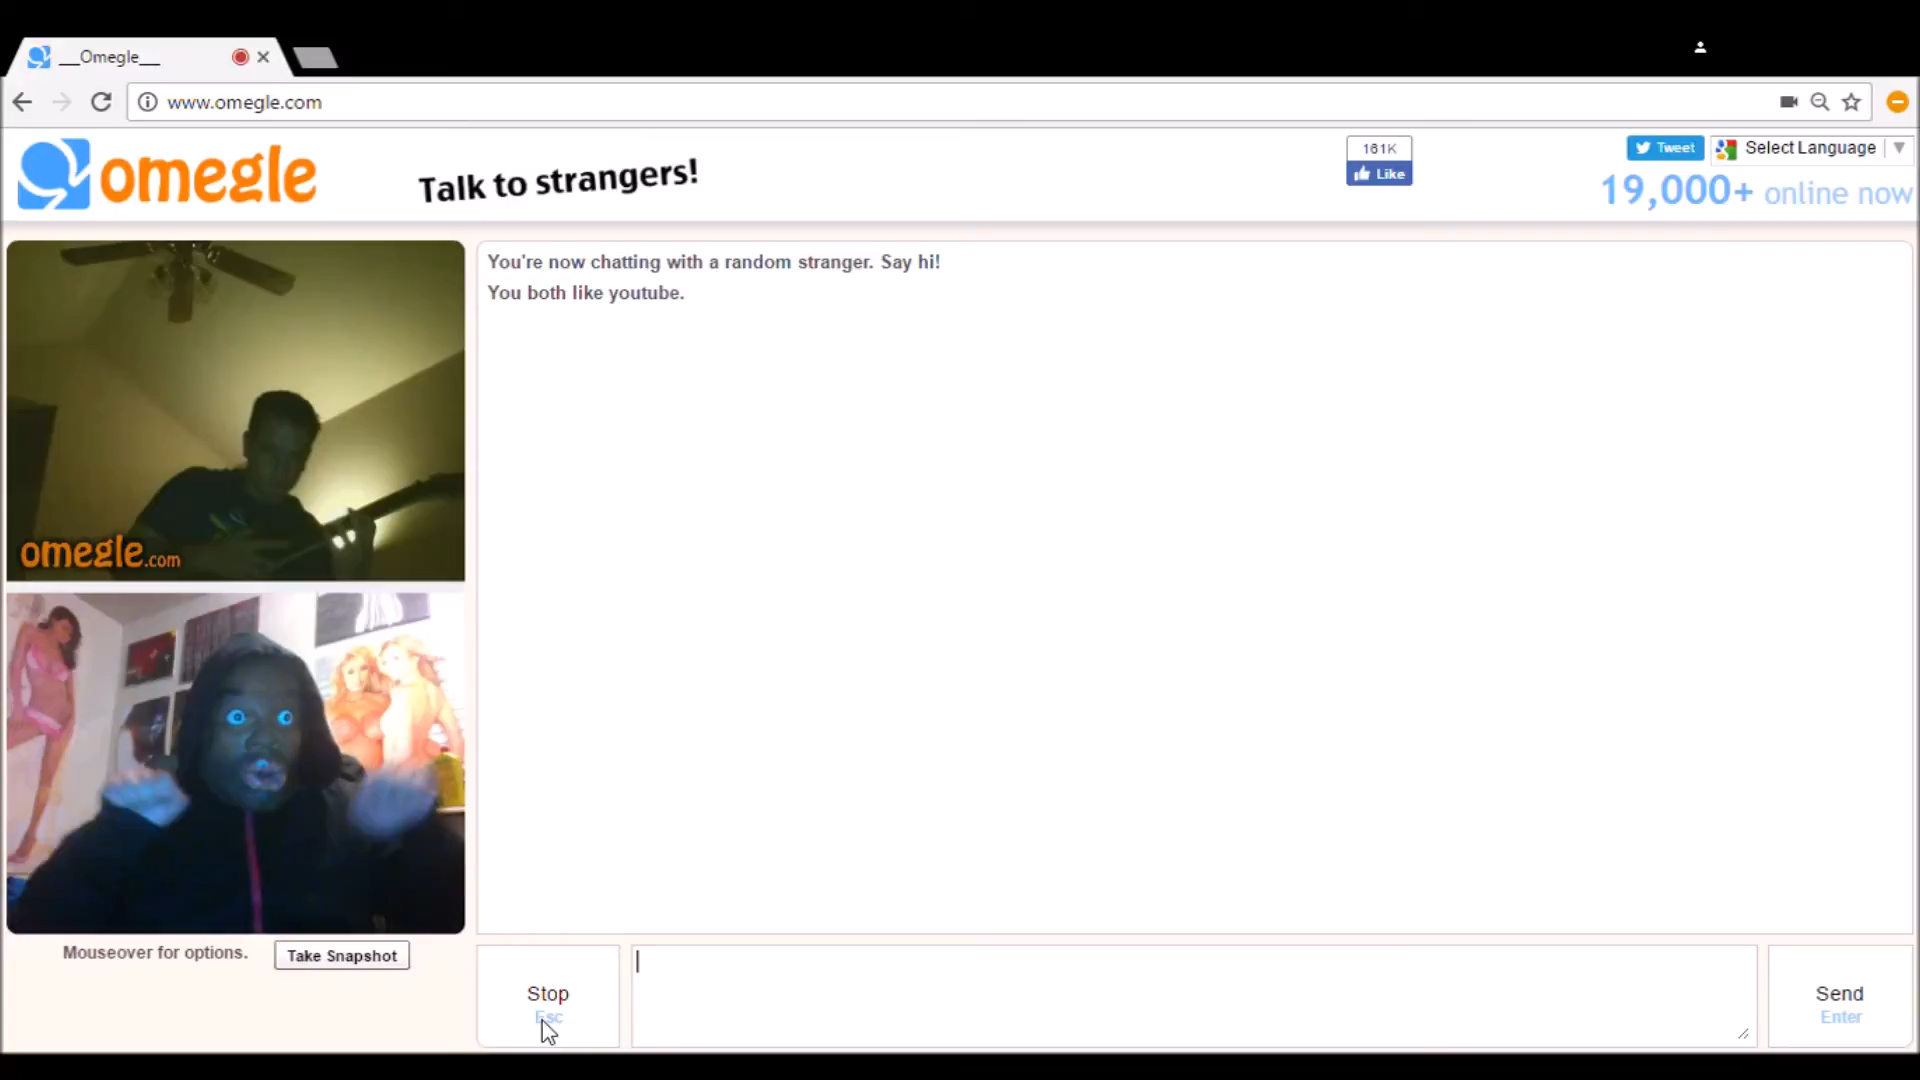 __Omegle__
www.omegle.com
omegle
Talk to strangers!
161K
Like
Tweet
Select Language
19,000+ online now
omegle.com
You're now chatting with a random stranger. Say hi!
You both like youtube.
Mouseover for options.
Take Snapshot
Stop
Esc
Send
Enter